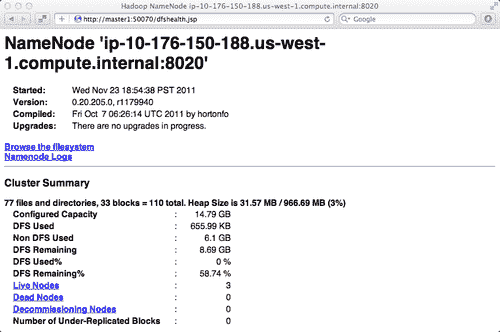 Hadoop NameNode ip-10-176-150-188.us-west-1.compute.internal:8020
http://master1:50070/dfshealth.jsp
Google
NameNode 'ip-10-176-150-188.us-west-
1.compute.internal:8020'
Started: Wed Nov 23 18:54:38 PST 2011
Version: 0.20.205.0, r1179940
Compiled: Fri Oct 7 06:26:14 UTC 2011 by hortonfo
Upgrades: There are no upgrades in progress.
Browse the filesystem
Namenode Logs
Cluster Summary
77 files and directories, 33 blocks = 110 total. Heap Size is 31.57 MB / 966.69 MB (3%)
Configured Capacity : 14.79 GB
DFS Used : 655.99 KB
Non DFS Used : 6.1 GB
DFS Remaining : 8.69 GB
DFS Used% : 0 %
DFS Remaining% : 58.74 %
Live Nodes : 3
Dead Nodes : 0
Decommissioning Nodes : 0
Number of Under-Replicated Blocks : 0